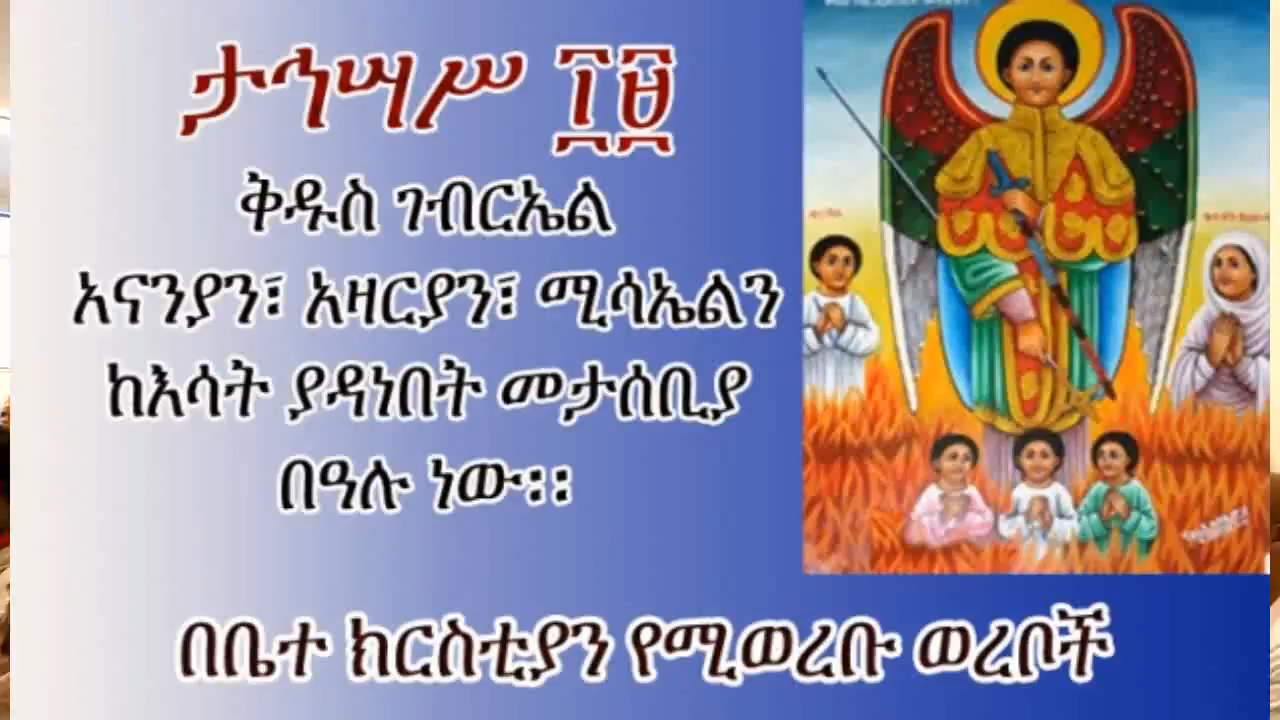 ታኅሣሥ ፲፱
ቅዱስ ገብርኤል
አናንያን፣ አዛርያን፣ ሚሳኤልን
ከእሳት ያዳነበት መታሰቢያ
በዓሉ ነው፡፡
በቤተ ክርስቲያን የሚወረቡ ወረቦች